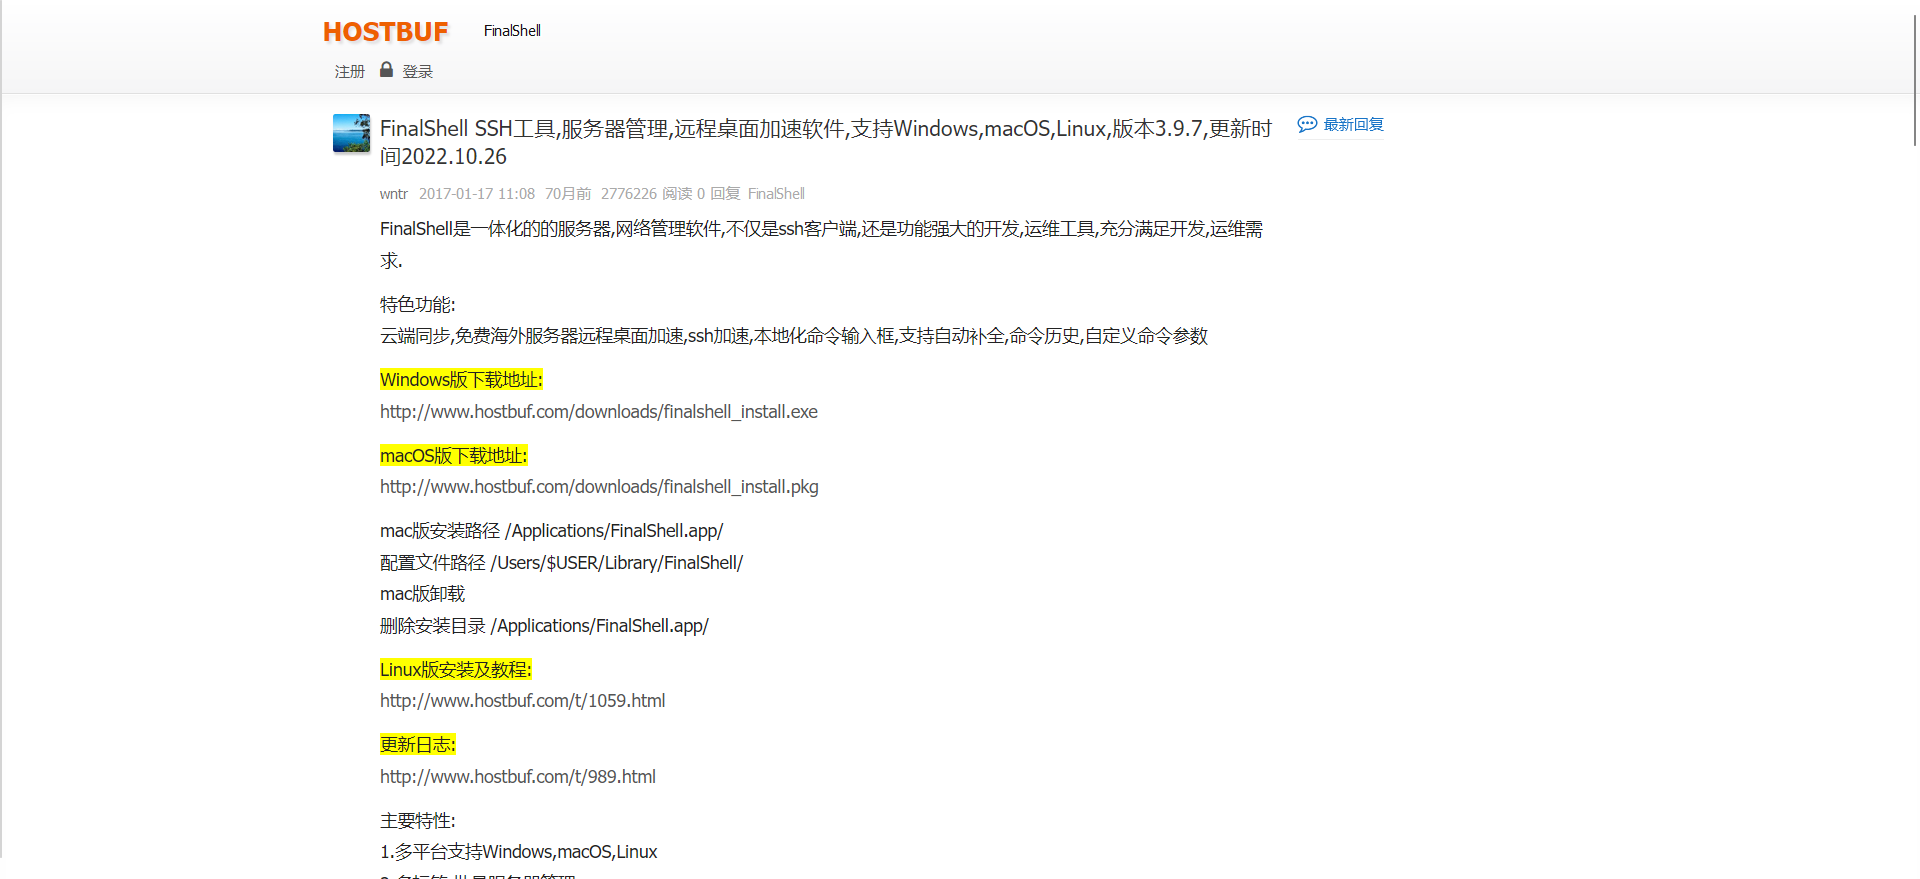 HOSTBUF FinalShell
注册 登录
FinalShell SSH工具,服务器管理,远程桌面加速软件,支持Windows,macOS,Linux,版本3.9.7,更新时
间2022.10.26
最新回复
wntr 2017-01-17 11:08 70月前 2776226 阅读 0 回复 FinalShell
FinalShell是一体化的的服务器,网络管理软件,不仅是ssh客户端,还是功能强大的开发,运维工具,充分满足开发,运维需
求.
特色功能:
云端同步,免费海外服务器远程桌面加速,ssh加速,本地化命令输入框,支持自动补全,命令历史,自定义命令参数
Windows版下载地址:
http://www.hostbuf.com/downloads/finalshell_install.exe
macOS版下载地址:
http://www.hostbuf.com/downloads/finalshell_install.pkg
mac版安装路径 /Applications/FinalShell.app/
配置文件路径 /Users/$USER/Library/FinalShell/
mac版卸载
删除安装目录 /Applications/FinalShell.app/
Linux版安装及教程:
http://www.hostbuf.com/t/1059.html
更新日志:
http://www.hostbuf.com/t/989.html
主要特性:
1.多平台支持Windows,macOS,Linux